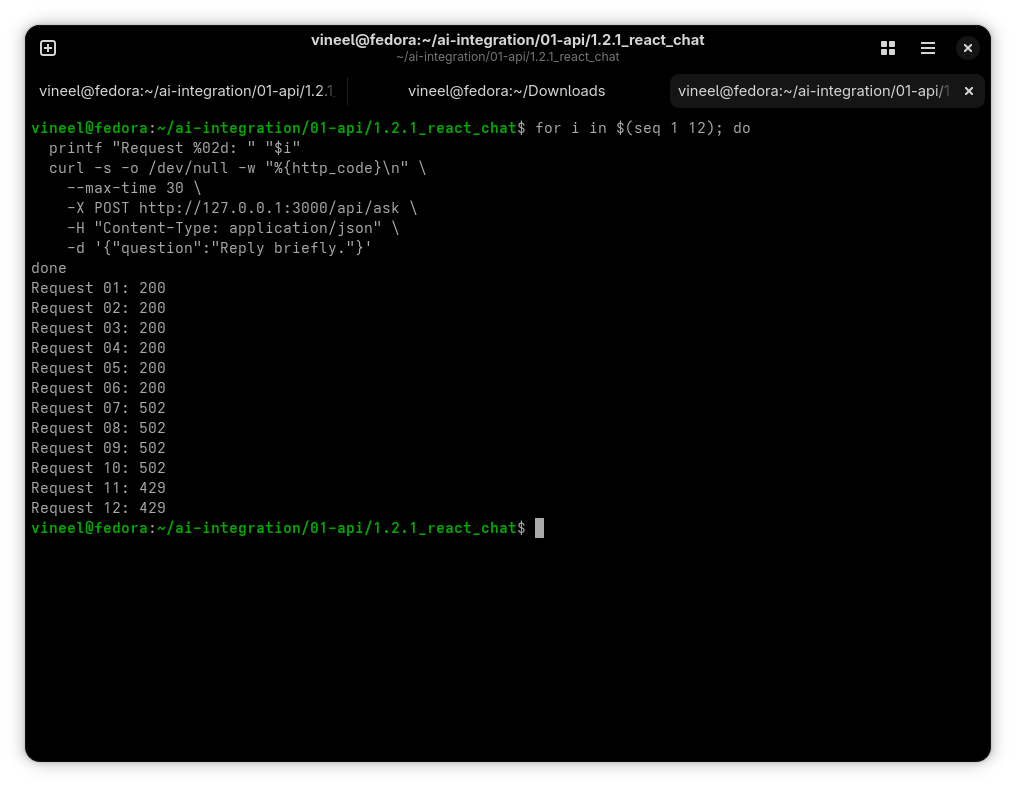 vineel@fedora:~/ai-integration/01-api/1.2.1_react_chat
~/ai-integration/01-api/1.2.1_react_chat
vineel@fedora:~/ai-integration/01-api/1.2.1
vineel@fedora:~/Downloads
vineel@fedora:~/ai-integration/01-api/1
vineel@fedora:~/ai-integration/01-api/1.2.1_react_chat$ for i in $(seq 1 12); do
  printf "Request %02d: " "$i"
  curl -s -o /dev/null -w "%{http_code}\n" \
    --max-time 30 \
    -X POST http://127.0.0.1:3000/api/ask \
    -H "Content-Type: application/json" \
    -d '{"question":"Reply briefly."}'
done
Request 01: 200
Request 02: 200
Request 03: 200
Request 04: 200
Request 05: 200
Request 06: 200
Request 07: 502
Request 08: 502
Request 09: 502
Request 10: 502
Request 11: 429
Request 12: 429
vineel@fedora:~/ai-integration/01-api/1.2.1_react_chat$